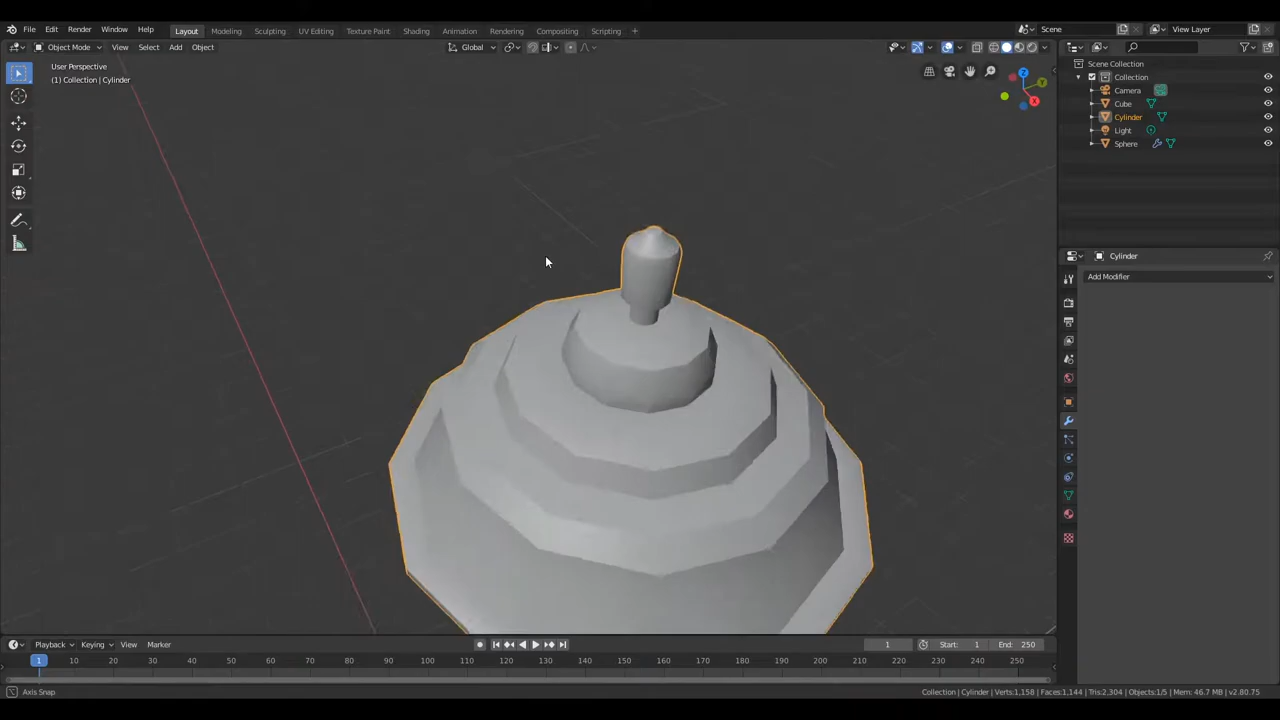 File Edit Render Window Help Layout Modeling Sculpting UV Editing Texture Paint Shading Animation Rendering Compositing Scripting + Scene View Layer
Object Mode View Select Add Object Global
User Perspective
(1) Collection | Cylinder
Scene Collection
Collection
Camera
Cube
Cylinder
Light
Sphere
Cylinder
Add Modifier
X
Y
Z
Playback Keying View Marker 1 Start: 1 End: 250
1 10 20 30 40 50 60 70 80 90 100 110 120 130 140 150 160 170 180 190 200 210 220 230 240 250
Axis Snap Collection | Cylinder | Verts:1,158 | Faces:1,144 | Tris:2,304 | Objects:1/5 | Mem: 46.7 MB | v2.80.75